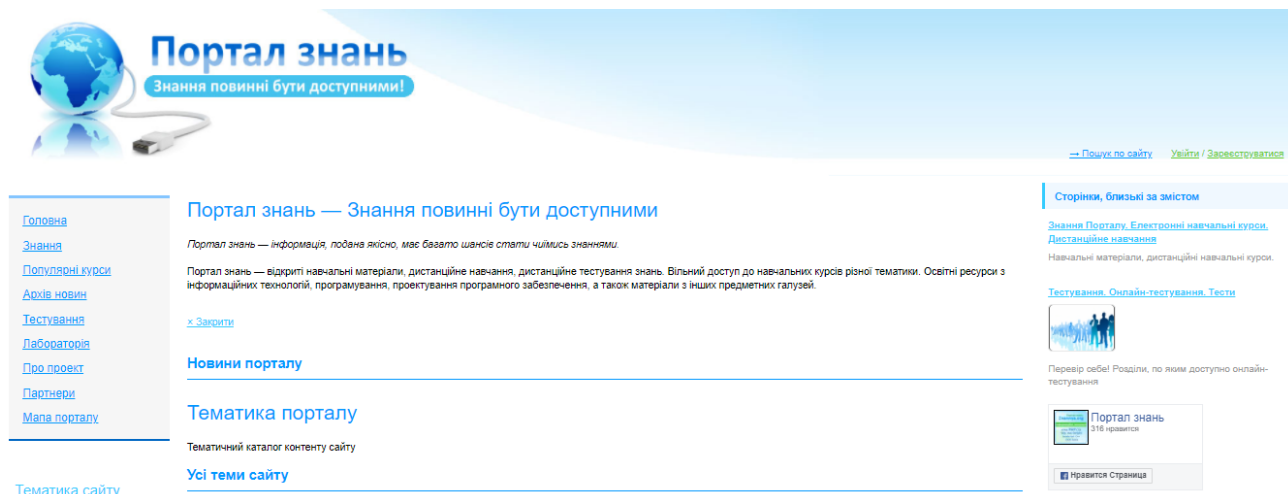 Портал знань
Знання повинні бути доступними!
→ Пошук по сайту
Увійти / Зареєструватися
Головна
Знання
Популярні курси
Архів новин
Тестування
Лабораторія
Про проект
Партнери
Мапа порталу
Тематика сайту
Портал знань — Знання повинні бути доступними
Портал знань — інформація, подана якісно, має багато шансів стати чиїмись знаннями.
Портал знань — відкриті навчальні матеріали, дистанційне навчання, дистанційне тестування знань. Вільний доступ до навчальних курсів різної тематики. Освітні ресурси з
інформаційних технологій, програмування, проектування програмного забезпечення, а також матеріали з інших предметних галузей.
× Закрити
Новини порталу
Тематика порталу
Тематичний каталог контенту сайту
Усі теми сайту
Сторінки, близькі за змістом
Знання Порталу. Електронні навчальні курси.
Дистанційне навчання
Навчальні матеріали, дистанційні навчальні курси.
Тестування. Онлайн-тестування. Тести
Перевір себе! Розділи, по яким доступно онлайн-
тестування
Портал знань
316 нравится
Нравится Страница